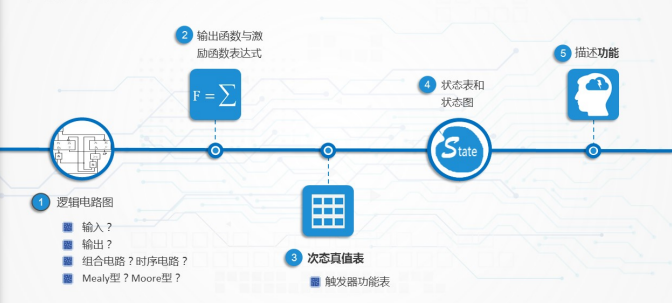 1 逻辑电路图
输入？
输出？
组合电路？时序电路？
Mealy型？Moore型？
2 输出函数与激
励函数表达式
F = ∑
3 次态真值表
触发器功能表
4 状态表和
状态图
State
5 描述功能